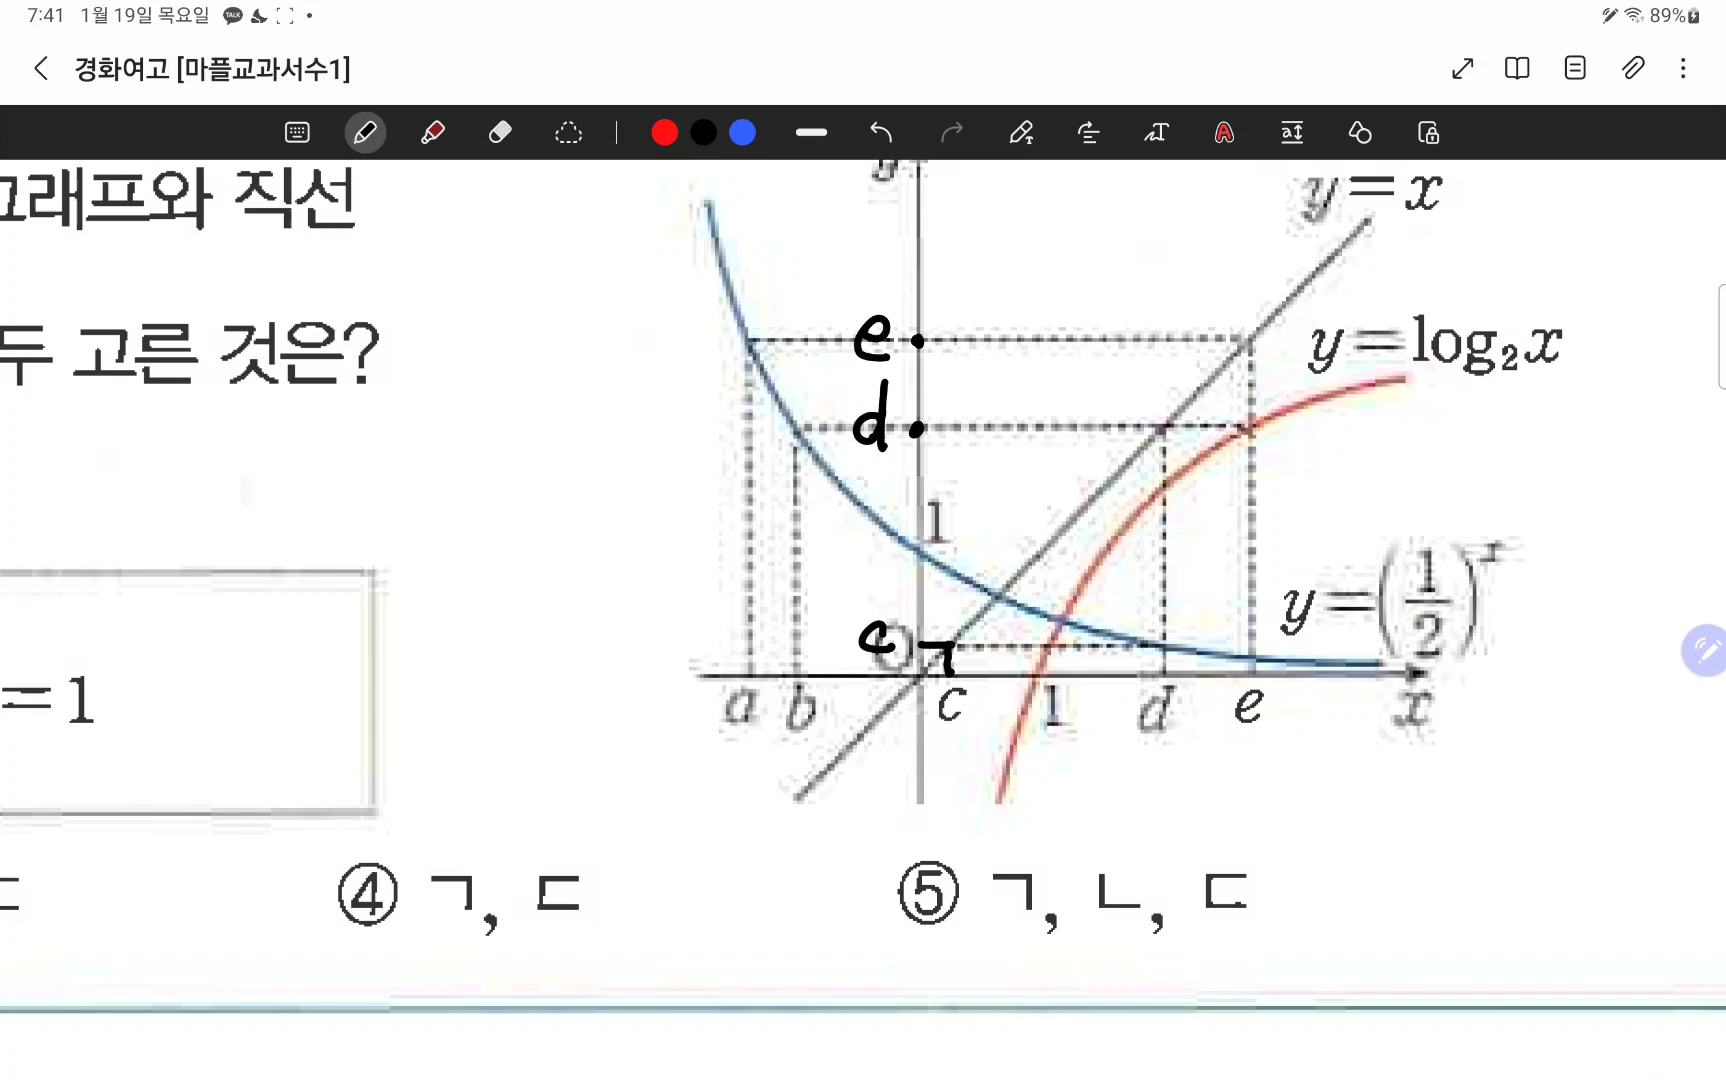 7:41 1월 19일 목요일 TALK
89%
경화여고 [마플교과서수1]
그래프와 직선
두 고른 것은?
y
y=x
e
y=log₂x
d
1
y=(1/2)^x
c
=1
a b c 1 d e x
ㄷ ④ ㄱ, ㄷ ⑤ ㄱ, ㄴ, ㄷ